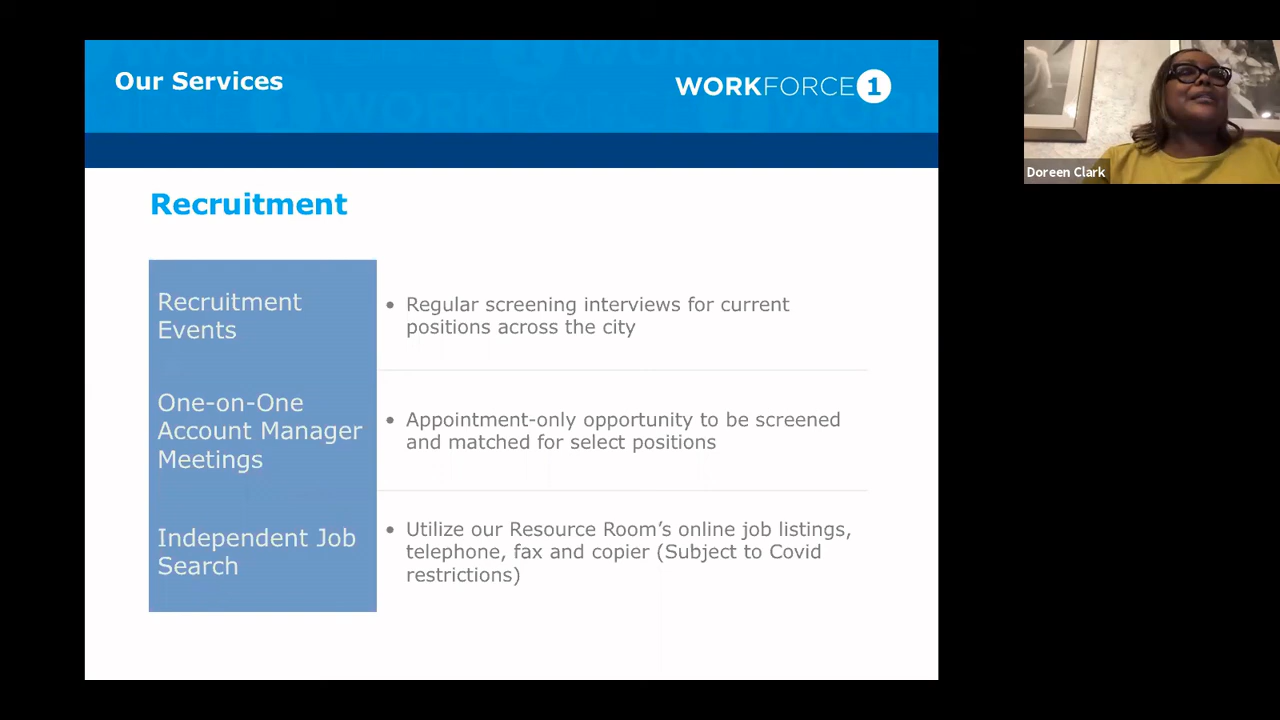 Our Services
WORKFORCE1
Recruitment
Recruitment
Events
• Regular screening interviews for current
positions across the city
One-on-One
Account Manager
Meetings
• Appointment-only opportunity to be screened
and matched for select positions
Independent Job
Search
• Utilize our Resource Room’s online job listings,
telephone, fax and copier (Subject to Covid
restrictions)
Doreen Clark